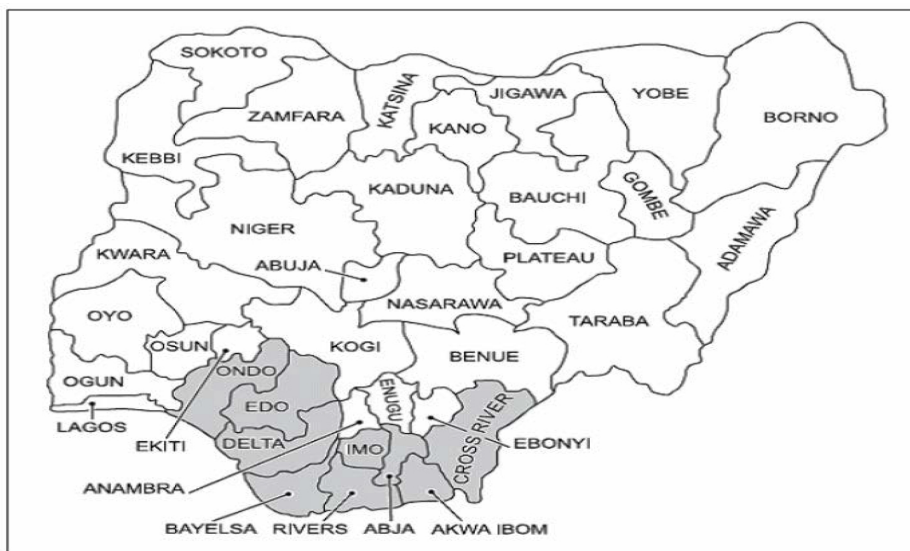 SOKOTO
ZAMFARA
KATSINA
JIGAWA
YOBE
BORNO
KANO
KEBBI
KADUNA
BAUCHI
GOMBE
ADAMAWA
NIGER
KWARA
ABUJA
PLATEAU
NASARAWA
TARABA
OYO
OSUN
KOGI
BENUE
OGUN
ONDO
ENUGU
EDO
CROSS RIVER
LAGOS
EKITI
DELTA
IMO
EBONYI
ANAMBRA
BAYELSA
RIVERS
ABJA
AKWA IBOM